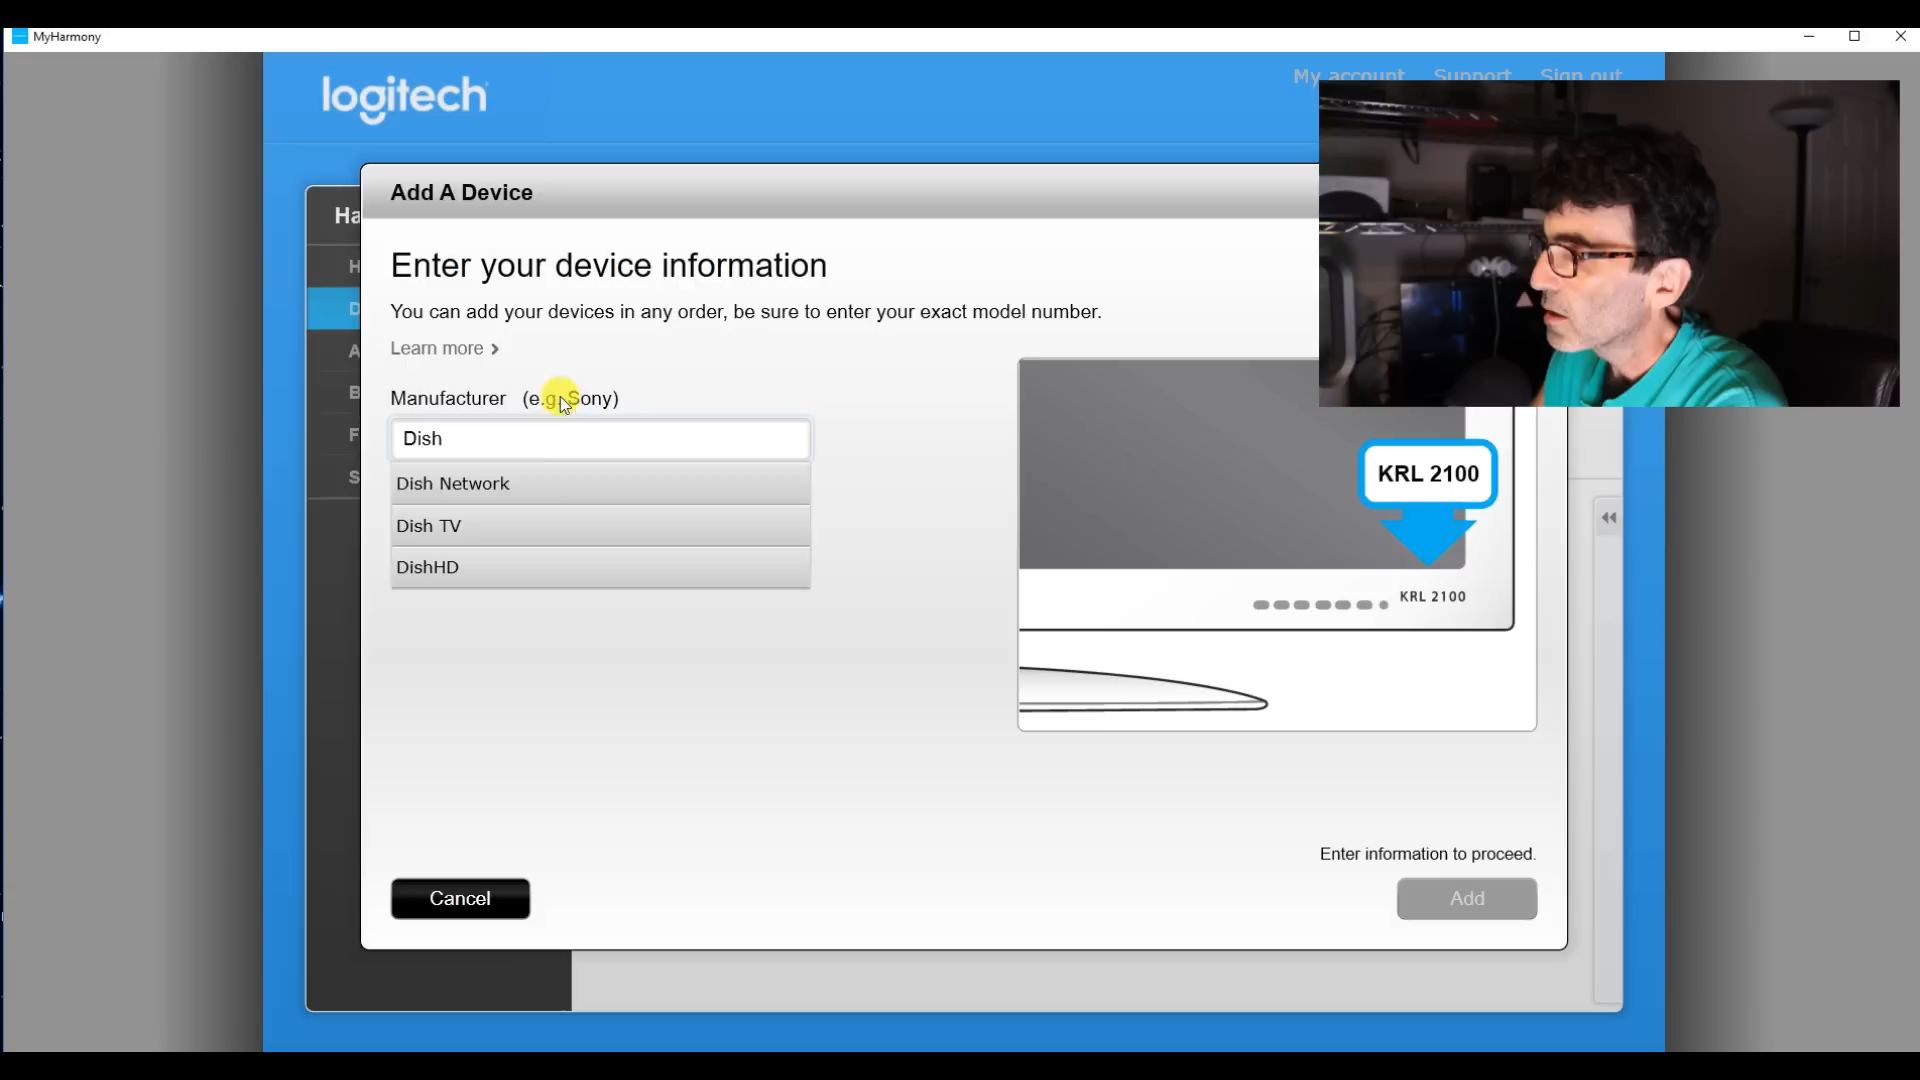 MyHarmony
logitech
My account Support Sign out
Ha
Add A Device
Enter your device information
You can add your devices in any order, be sure to enter your exact model number.
Learn more
Manufacturer (e.g. Sony)
Dish
Dish Network
Dish TV
DishHD
H
D
A
B
F
S
KRL 2100
KRL 2100
Enter information to proceed.
Cancel
Add